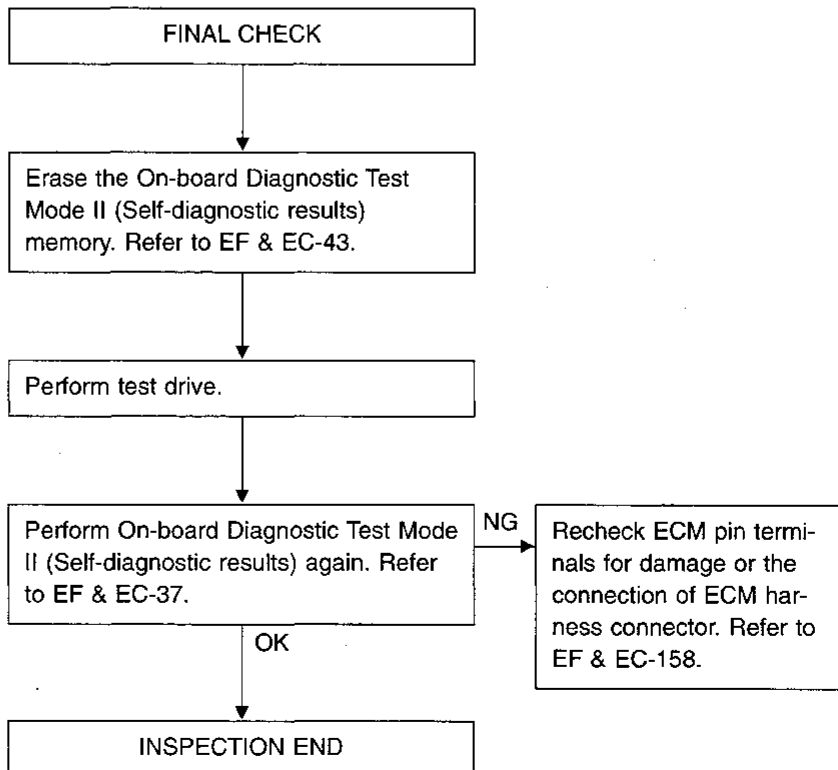 FINAL CHECK
Erase the On-board Diagnostic Test
Mode II (Self-diagnostic results)
memory. Refer to EF & EC-43.
Perform test drive.
Perform On-board Diagnostic Test Mode
II (Self-diagnostic results) again. Refer
to EF & EC-37.
NG
Recheck ECM pin termi-
nals for damage or the
connection of ECM har-
ness connector. Refer to
EF & EC-158.
OK
INSPECTION END